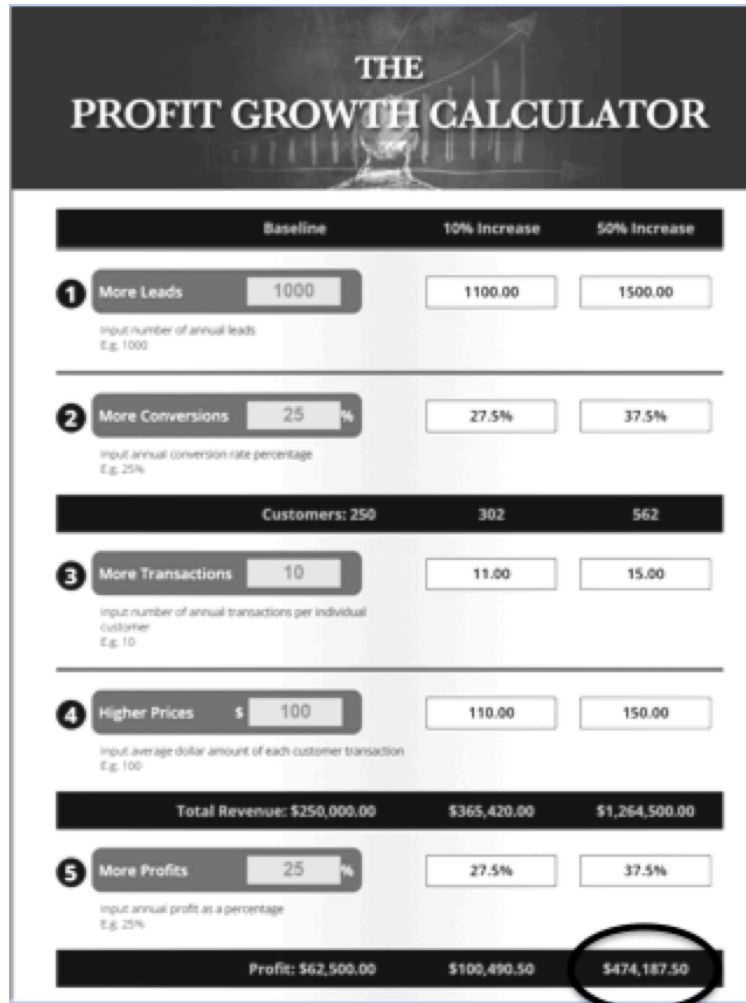 THE
PROFIT GROWTH CALCULATOR
Baseline 10% Increase 50% Increase
1 More Leads 1000 1100.00 1500.00
Input number of annual leads
E.g. 1000
2 More Conversions 25 % 27.5% 37.5%
Input annual conversion rate percentage
E.g. 25%
Customers: 250 302 562
3 More Transactions 10 11.00 15.00
Input number of annual transactions per individual
customer
E.g. 10
4 Higher Prices $ 100 110.00 150.00
Input average dollar amount of each customer transaction
E.g. 100
Total Revenue: $250,000.00 $365,420.00 $1,264,500.00
5 More Profits 25 % 27.5% 37.5%
Input annual profit as a percentage
E.g. 25%
Profit: $62,500.00 $100,490.50 $474,187.50